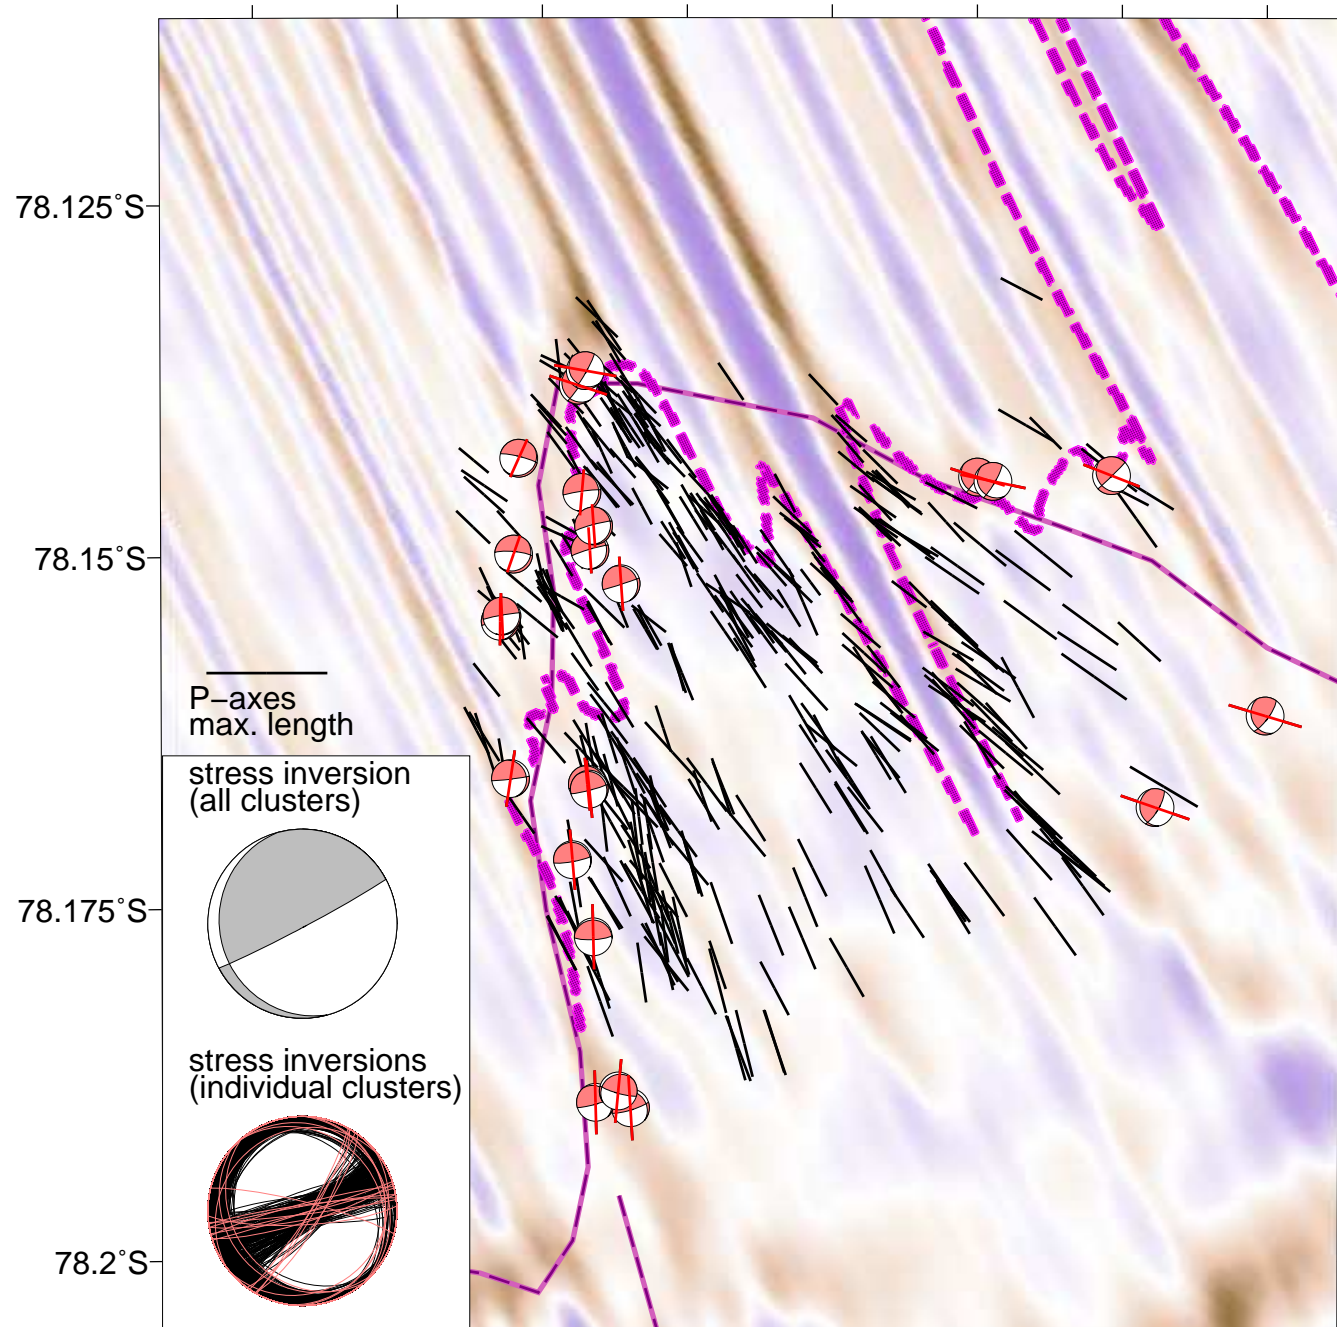 78.125°S
78.15°S
P−axes
max. length
stress inversion
(all clusters)
78.175°S
stress inversions
(individual clusters)
78.2°S